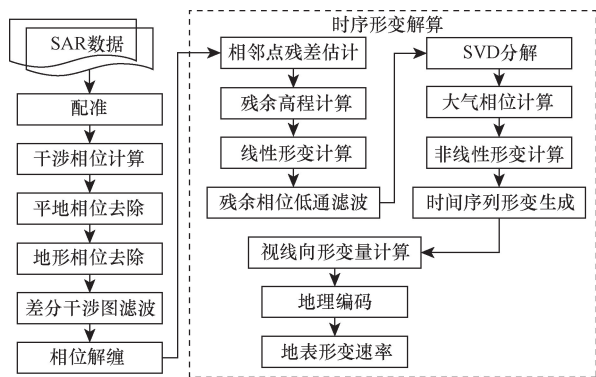 SAR数据
配准
干涉相位计算
平地相位去除
地形相位去除
差分干涉图滤波
相位解缠
时序形变解算
相邻点残差估计
残余高程计算
线性形变计算
残余相位低通滤波
SVD分解
大气相位计算
非线性形变计算
时间序列形变生成
视线向形变量计算
地理编码
地表形变速率